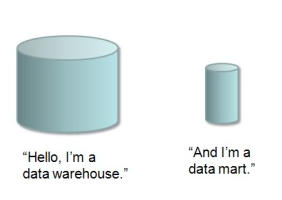 “Hello, I’m a
data warehouse.”
“And I’m a
data mart.”